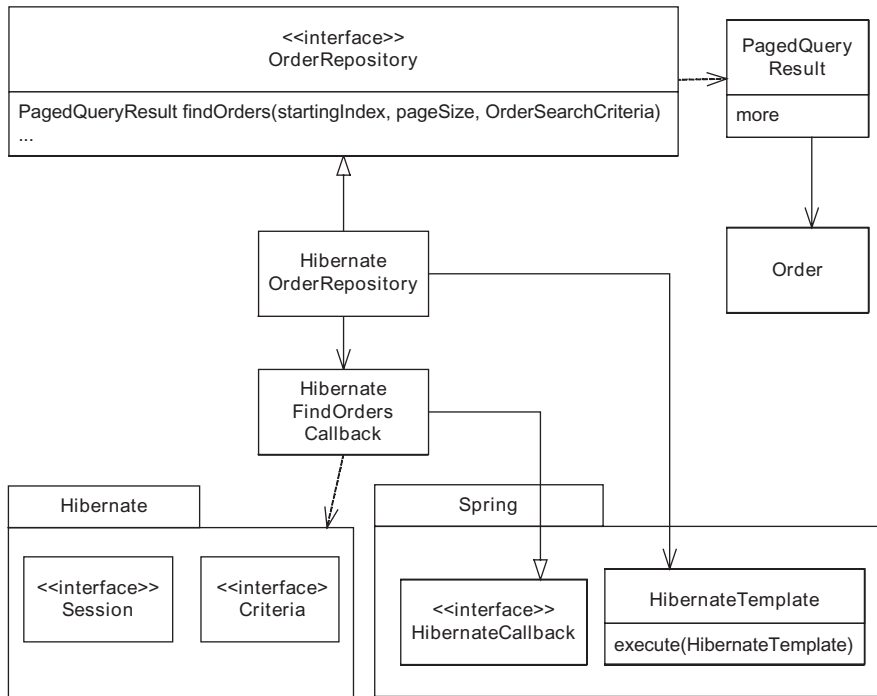 <<interface>>
OrderRepository
PagedQueryResult findOrders(startingIndex, pageSize, OrderSearchCriteria)
...
PagedQuery
Result
more
Hibernate
OrderRepository
Order
Hibernate
FindOrders
Callback
Hibernate
<<interface>>
Session
<<interface>
Criteria
Spring
<<interface>>
HibernateCallback
HibernateTemplate
execute(HibernateTemplate)